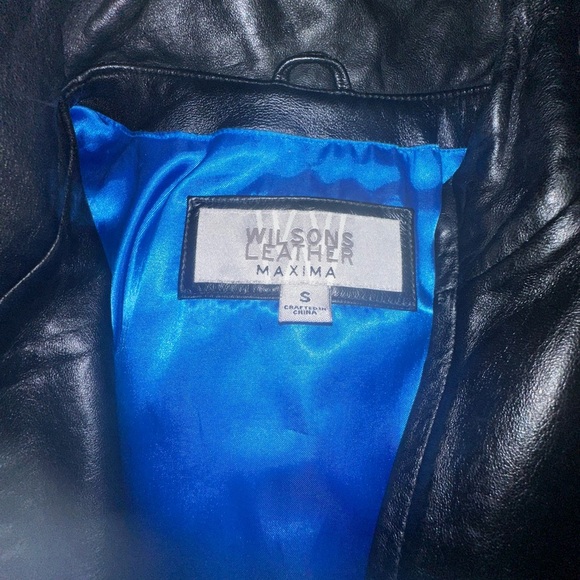 WILSONS
LEATHER
MAXIMA
S
CRAFTED IN
CHINA